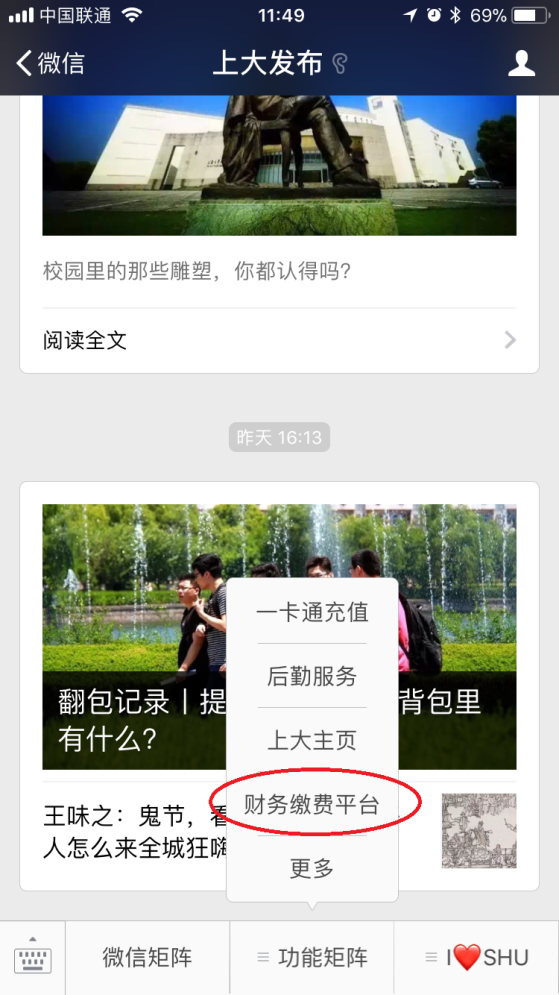 中国联通 11:49 69%
微信 上大发布
校园里的那些雕塑，你都认得吗?
阅读全文
昨天 16:13
翻包记录丨提
背包里
有什么?
王味之：鬼节，看
人怎么来全城狂嗨
一卡通充值
后勤服务
上大主页
财务缴费平台
更多
微信矩阵 功能矩阵 I❤️SHU